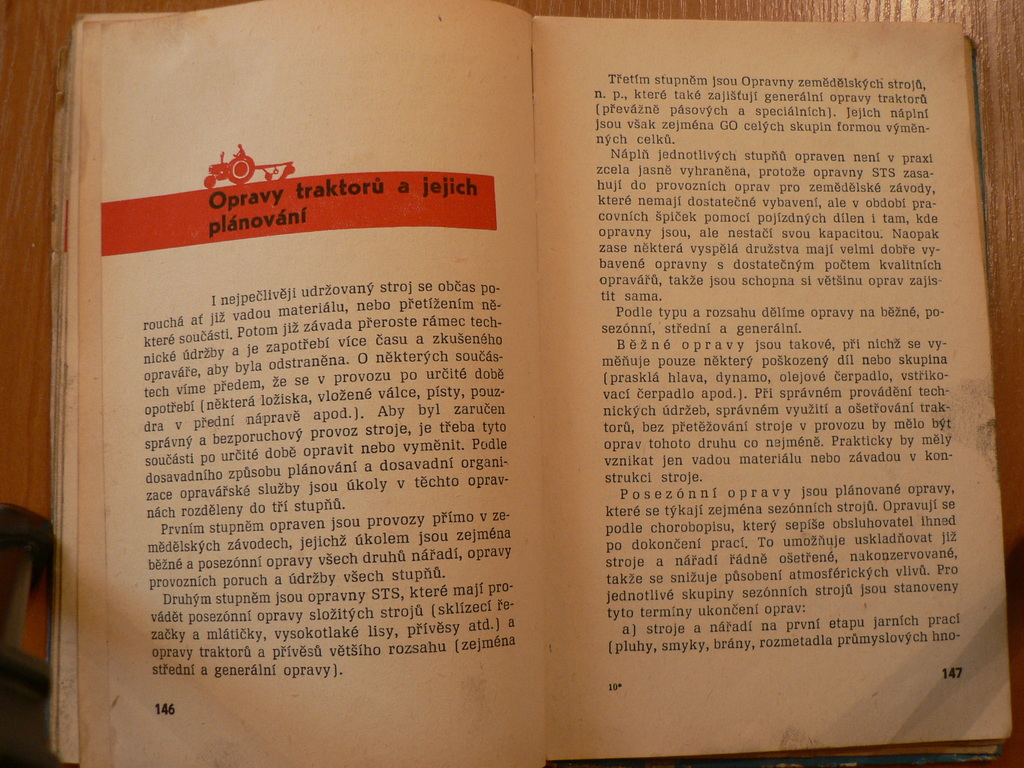 Opravy traktorů a jejich
plánování
I nejpečlivěji udržovaný stroj se občas po-
rouchá ať již vadou materiálu, nebo přetížením ně-
které součásti. Potom již závada přeroste rámec tech-
nické údržby a je zapotřebí více času a zkušeného
opraváře, aby byla odstraněna. O některých součás-
tech víme předem, že se v provozu po určité době
opotřebí (některá ložiska, vložené válce, písty, pouz-
dra v přední nápravě apod.). Aby byl zaručen
správný a bezporuchový provoz stroje, je třeba tyto
součásti po určité době opravit nebo vyměnit. Podle
dosavadního způsobu plánování a dosavadní organi-
zace opravářské služby jsou úkoly v těchto oprav-
nách rozděleny do tří stupňů.
Prvním stupněm opraven jsou provozy přímo v ze-
mědělských závodech, jejichž úkolem jsou zejména
běžné a posezónní opravy všech druhů nářadí, opravy
provozních poruch a údržby všech stupňů.
Druhým stupněm jsou opravny STS, které mají pro-
vádět posezónní opravy složitých strojů (sklízecí ře-
začky a mlátičky, vysokotlaké lisy, přívěsy atd.) a
opravy traktorů a přívěsů většího rozsahu (zejména
střední a generální opravy).
146
Třetím stupněm jsou Opravny zemědělských strojů,
n. p., které také zajišťují generální opravy traktorů
(převážně pásových a speciálních). Jejich náplní
jsou však zejména GO celých skupin formou výměn-
ných celků.
Náplň jednotlivých stupňů opraven není v praxi
zcela jasně vyhraněna, protože opravny STS zasa-
hují do provozních oprav pro zemědělské závody,
které nemají dostatečné vybavení, ale v období pra-
covních špiček pomocí pojízdných dílen i tam, kde
opravny jsou, ale nestačí svou kapacitou. Naopak
zase některá vyspělá družstva mají velmi dobře vy-
bavené opravny s dostatečným počtem kvalitních
opravářů, takže jsou schopna si většinu oprav zajis-
tit sama.
Podle typu a rozsahu dělíme opravy na běžné, po-
sezónní, střední a generální.
Běžné opravy jsou takové, při nichž se vy-
měňuje pouze některý poškozený díl nebo skupina
(prasklá hlava, dynamo, olejové čerpadlo, vstřiko-
vací čerpadlo apod.). Při správném provádění tech-
nických údržeb, správném využití a ošetřování trak-
torů, bez přetěžování stroje v provozu by mělo být
oprav tohoto druhu co nejméně. Prakticky by měly
vznikat jen vadou materiálu nebo závadou v kon-
strukci stroje.
Posezónní opravy jsou plánované opravy,
které se týkají zejména sezónních strojů. Opravují se
podle chorobopisu, který sepíše obsluhovatel ihned
po dokončení prací. To umožňuje uskladňovat již
stroje a nářadí řádně ošetřené, nakonzervované,
takže se snižuje působení atmosférických vlivů. Pro
jednotlivé skupiny sezónních strojů jsou stanoveny
tyto termíny ukončení oprav:
a) stroje a nářadí na první etapu jarních prací
(pluhy, smyky, brány, rozmetadla průmyslových hno-
10*
147